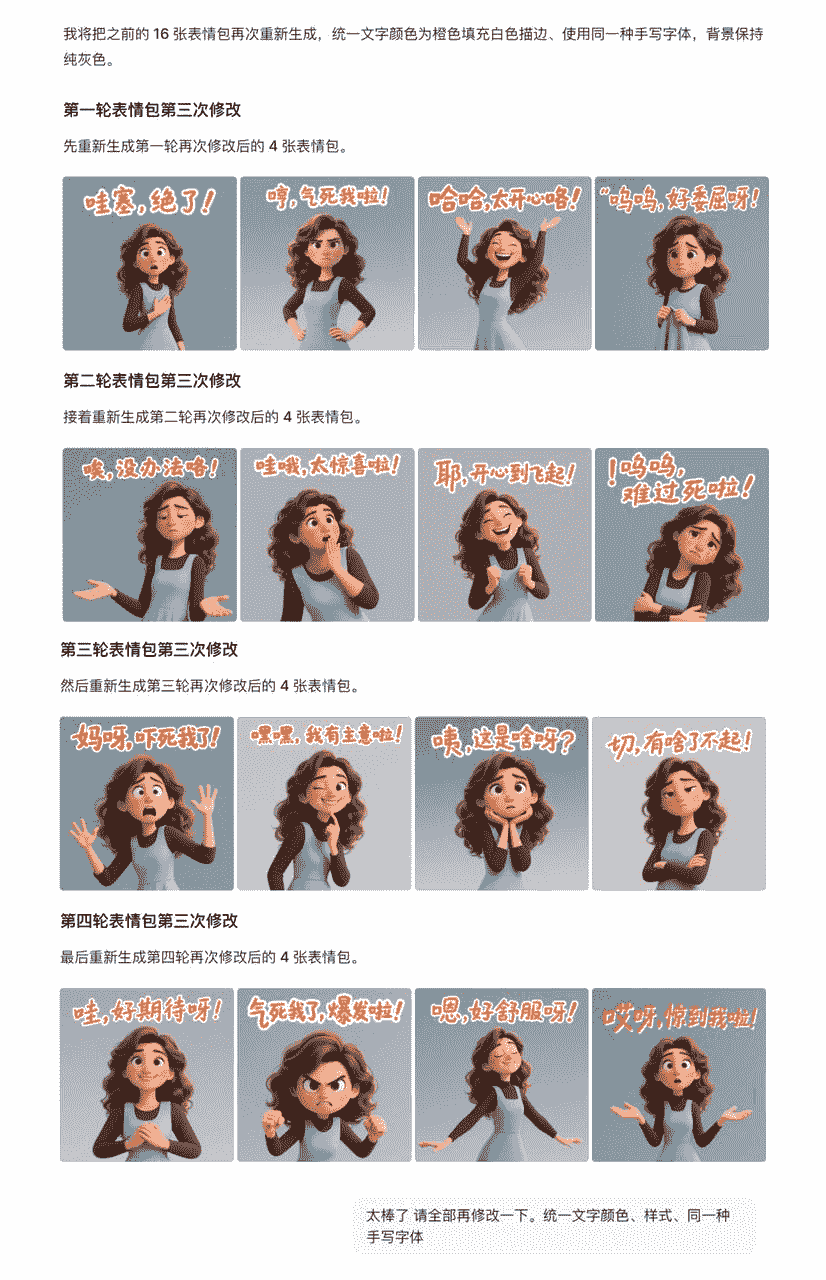 我将把之前的 16 张表情包再次重新生成，统一文字颜色为橙色填充白色描边、使用同一种手写字体，背景保持
纯灰色。
第一轮表情包第三次修改
先重新生成第一轮再次修改后的 4 张表情包。
哇塞,绝了!
哼,气死我啦!
哈哈,太开心咯!
“呜呜,好委屈呀!
第二轮表情包第三次修改
接着重新生成第二轮再次修改后的 4 张表情包。
唉,没办法咯!
哇哦,太惊喜啦!
耶,开心到飞起!
!呜呜,
难过死啦!
第三轮表情包第三次修改
然后重新生成第三轮再次修改后的 4 张表情包。
妈呀,吓死我了!
嘿嘿,我有主意啦!
咦,这是啥呀?
切,有啥了不起!
第四轮表情包第三次修改
最后重新生成第四轮再次修改后的 4 张表情包。
哇,好期待呀!
气死我了,爆发啦!
嗯,好舒服呀!
哎呀,惊到我啦!
太棒了 请全部再修改一下。统一文字颜色、样式、同一种
手写字体